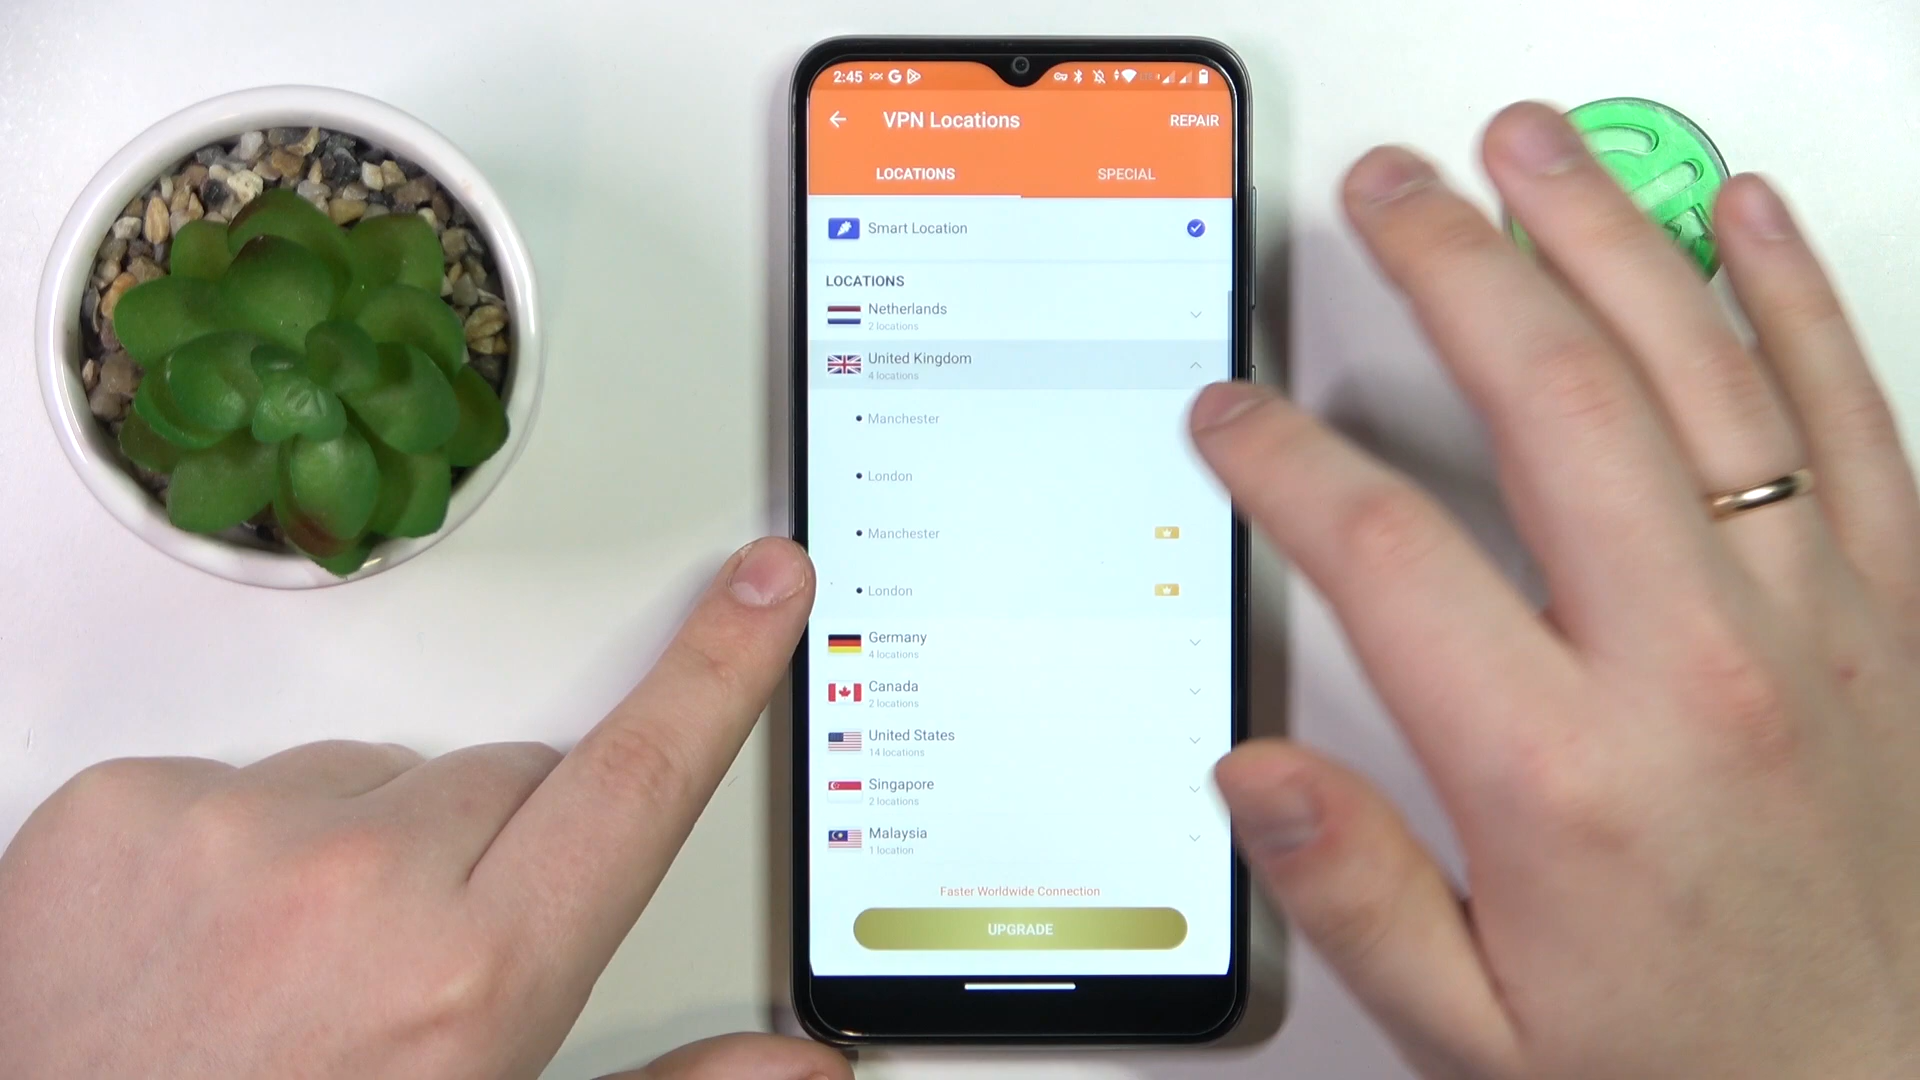 2:45
VPN Locations
REPAIR
LOCATIONS
SPECIAL
Smart Location
LOCATIONS
Netherlands
2 locations
United Kingdom
4 locations
Manchester
London
Manchester
London
Germany
4 locations
Canada
2 locations
United States
14 locations
Singapore
2 locations
Malaysia
1 location
Faster Worldwide Connection
UPGRADE